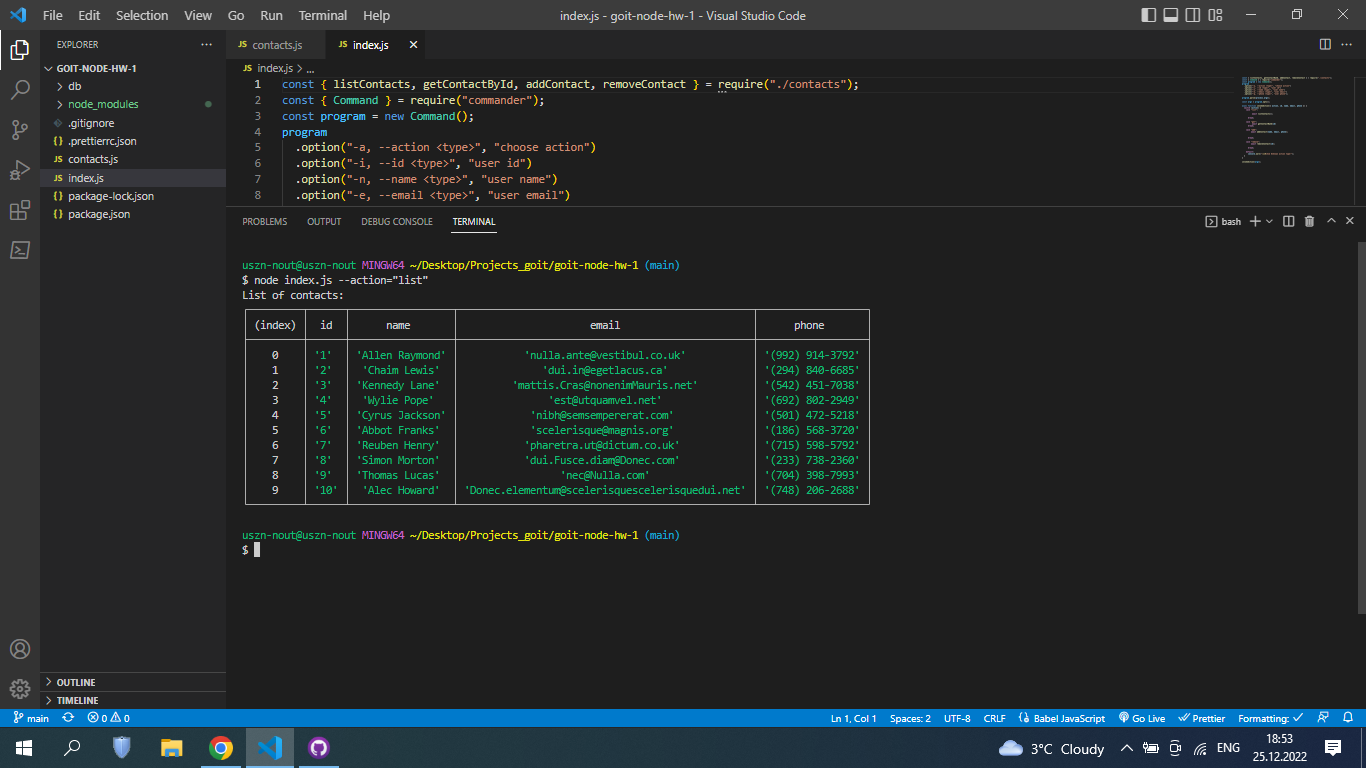 File Edit Selection View Go Run Terminal Help index.js - goit-node-hw-1 - Visual Studio Code
EXPLORER
GOIT-NODE-HW-1
db
node_modules
.gitignore
{} .prettierrc.json
JS contacts.js
JS index.js
{} package-lock.json
{} package.json
OUTLINE
TIMELINE
JS contacts.js JS index.js
JS index.js > ...
1 const { listContacts, getContactById, addContact, removeContact } = require("./contacts");
2 const { Command } = require("commander");
3 const program = new Command();
4 program
5 .option("-a, --action <type>", "choose action")
6 .option("-i, --id <type>", "user id")
7 .option("-n, --name <type>", "user name")
8 .option("-e, --email <type>", "user email")
PROBLEMS OUTPUT DEBUG CONSOLE TERMINAL bash
uszn-nout@uszn-nout MINGW64 ~/Desktop/Projects_goit/goit-node-hw-1 (main)
$ node index.js --action="list"
List of contacts:
(index) id name email phone
0 '1' 'Allen Raymond' 'nulla.ante@vestibul.co.uk' '(992) 914-3792'
1 '2' 'Chaim Lewis' 'dui.in@egetlacus.ca' '(294) 840-6685'
2 '3' 'Kennedy Lane' 'mattis.Cras@nonenimMauris.net' '(542) 451-7038'
3 '4' 'Wylie Pope' 'est@utquamvel.net' '(692) 802-2949'
4 '5' 'Cyrus Jackson' 'nibh@semsempererat.com' '(501) 472-5218'
5 '6' 'Abbot Franks' 'scelerisque@magnis.org' '(186) 568-3720'
6 '7' 'Reuben Henry' 'pharetra.ut@dictum.co.uk' '(715) 598-5792'
7 '8' 'Simon Morton' 'dui.Fusce.diam@Donec.com' '(233) 738-2360'
8 '9' 'Thomas Lucas' 'nec@Nulla.com' '(704) 398-7993'
9 '10' 'Alec Howard' 'Donec.elementum@scelerisquescelerisquedui.net' '(748) 206-2688'
uszn-nout@uszn-nout MINGW64 ~/Desktop/Projects_goit/goit-node-hw-1 (main)
$
main 0 0 Ln 1, Col 1 Spaces: 2 UTF-8 CRLF {} Babel JavaScript Go Live Prettier Formatting:
3°C Cloudy ENG 18:53
25.12.2022